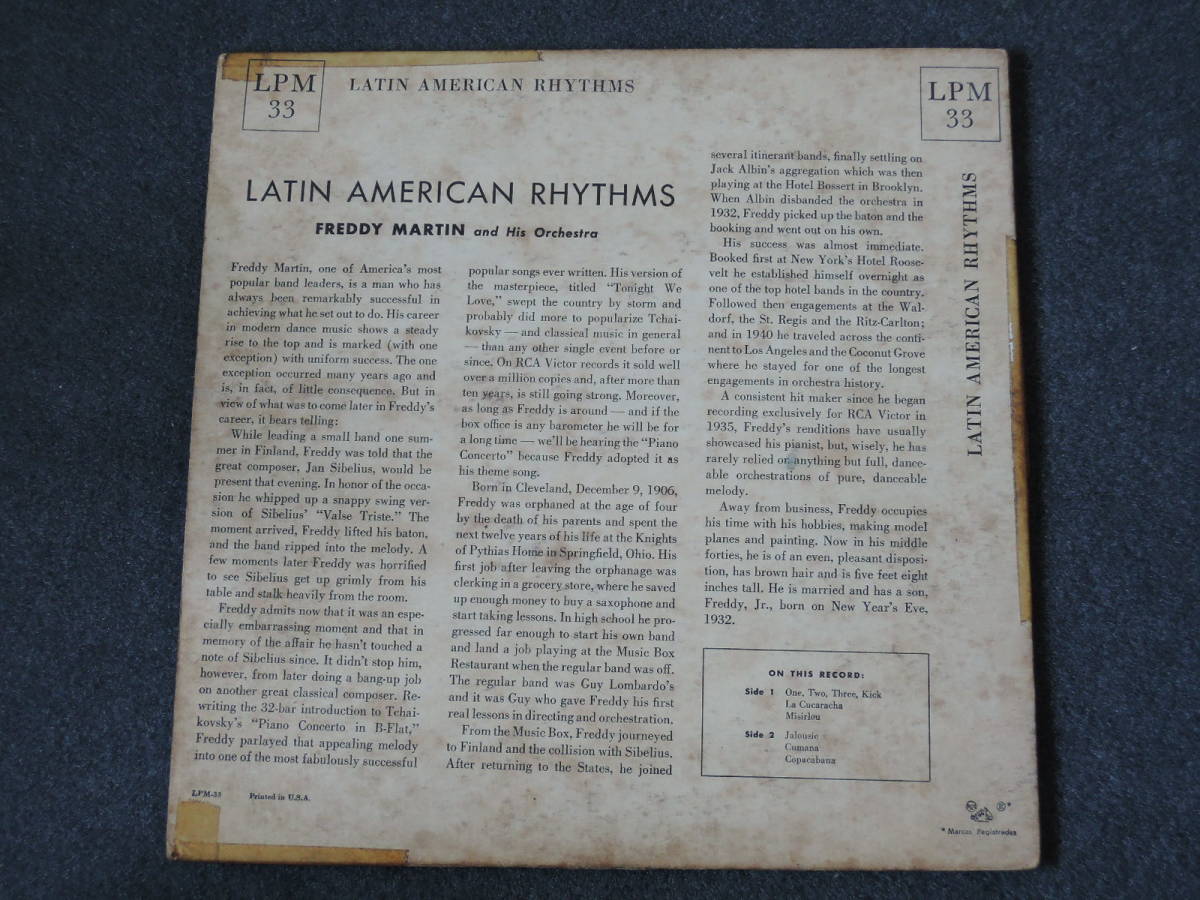 LPM
33
LATIN AMERICAN RHYTHMS
LPM
33
LATIN AMERICAN RHYTHMS
LATIN AMERICAN RHYTHMS
FREDDY MARTIN and His Orchestra
Freddy Martin, one of America's most
popular band leaders, is a man who has
always been remarkably successful in
achieving what he set out to do. His career
in modern dance music shows a steady
rise to the top and is marked (with one
exception) with uniform success. The one
exception occurred many years ago and
is, in fact, of little consequence. But in
view of what was to come later in Freddy's
career, it bears telling:
While leading a small band one sum-
mer in Finland, Freddy was told that the
great composer, Jan Sibelius, would be
present that evening. In honor of the occa-
sion he whipped up a snappy swing ver-
sion of Sibelius' "Valse Triste." The
moment arrived, Freddy lifted his baton,
and the band ripped into the melody. A
few moments later Freddy was horrified
to see Sibelius get up grimly from his
table and stalk heavily from the room.
Freddy admits now that it was an espe-
cially embarrassing moment and that in
memory of the affair he hasn't touched a
note of Sibelius since. It didn't stop him,
however, from later doing a bang-up job
on another great classical composer. Re-
writing the 32-bar introduction to Tchai-
kovsky's "Piano Concerto in B-Flat,"
Freddy parlayed that appealing melody
into one of the most fabulously successful
popular songs ever written. His version of
the masterpiece, titled "Tonight We
Love," swept the country by storm and
probably did more to popularize Tchai-
kovsky — and classical music in general
— than any other single event before or
since. On RCA Victor records it sold well
over a million copies and, after more than
ten years, is still going strong. Moreover,
as long as Freddy is around — and if the
box office is any barometer he will be for
a long time — we'll be hearing the "Piano
Concerto" because Freddy adopted it as
his theme song.
Born in Cleveland, December 9, 1906,
Freddy was orphaned at the age of four
by the death of his parents and spent the
next twelve years of his life at the Knights
of Pythias Home in Springfield, Ohio. His
first job after leaving the orphanage was
clerking in a grocery store, where he saved
up enough money to buy a saxophone and
start taking lessons. In high school he pro-
gressed far enough to start his own band
and land a job playing at the Music Box
Restaurant when the regular band was off.
The regular band was Guy Lombardo's
and it was Guy who gave Freddy his first
real lessons in directing and orchestration.
From the Music Box, Freddy journeyed
to Finland and the collision with Sibelius.
After returning to the States, he joined
several itinerant bands, finally settling on
Jack Albin's aggregation which was then
playing at the Hotel Bossert in Brooklyn.
When Albin disbanded the orchestra in
1932, Freddy picked up the baton and the
booking and went out on his own.
His success was almost immediate.
Booked first at New York's Hotel Roose-
velt he established himself overnight as
one of the top hotel bands in the country.
Followed then engagements at the Wal-
dorf, the St. Regis and the Ritz-Carlton;
and in 1940 he traveled across the conti-
nent to Los Angeles and the Coconut Grove
where he stayed for one of the longest
engagements in orchestra history.
A consistent hit maker since he began
recording exclusively for RCA Victor in
1935, Freddy's renditions have usually
showcased his pianist, but, wisely, he has
rarely relied on anything but full, dance-
able orchestrations of pure, danceable
melody.
Away from business, Freddy occupies
his time with his hobbies, making model
planes and painting. Now in his middle
forties, he is of an even, pleasant disposi-
tion, has brown hair and is five feet eight
inches tall. He is married and has a son,
Freddy, Jr., born on New Year's Eve,
1932.
ON THIS RECORD:
Side 1 One, Two, Three, Kick
La Cucaracha
Misirlou
Side 2 Jalousie
Cumana
Copacabana
LPM-33 Printed in U.S.A.
®*
* Marcas Registradas